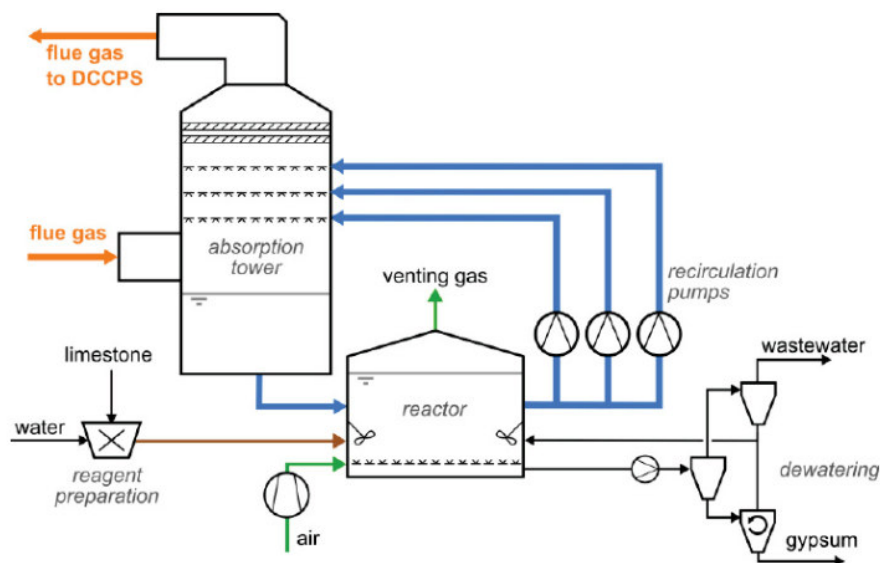 flue gas
to DCCPS
flue gas
absorption
tower
recirculation
pumps
venting gas
wastewater
limestone
reactor
water
reagent
preparation
dewatering
air
gypsum